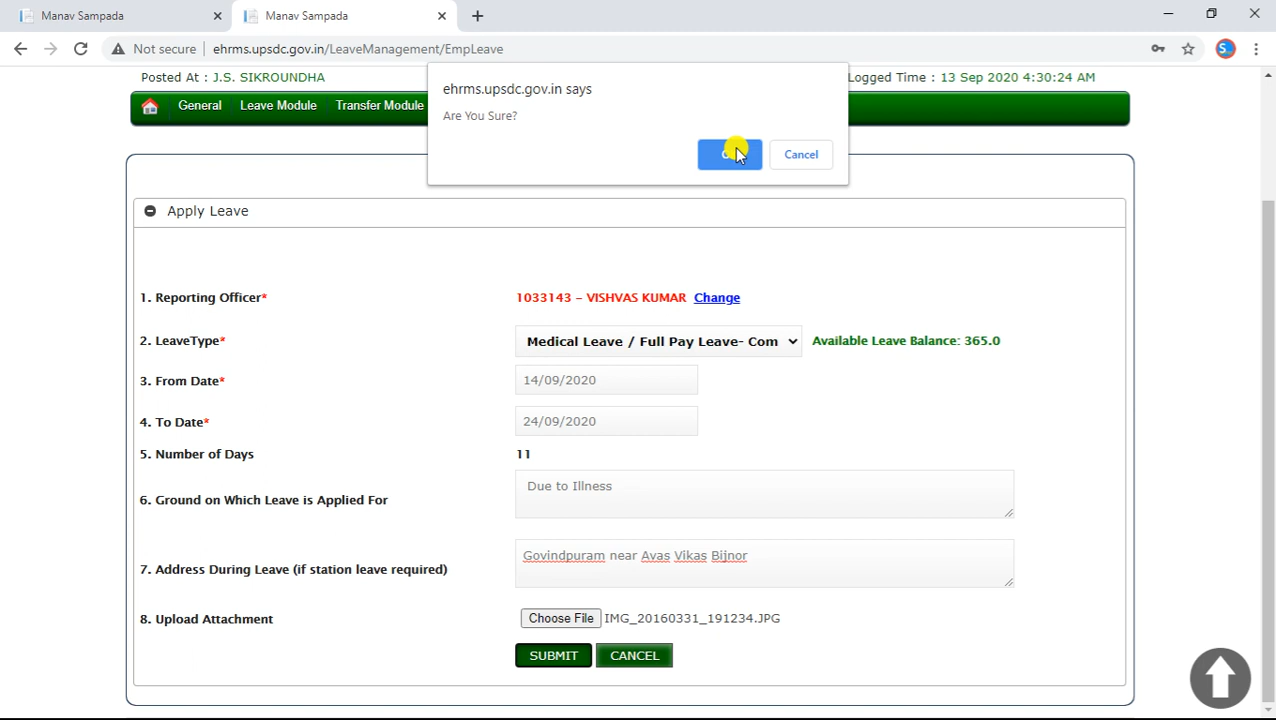 Manav Sampada
Manav Sampada
Not secure ehrms.upsdc.gov.in/LeaveManagement/EmpLeave
Posted At : J.S. SIKROUNDHA
Logged Time : 13 Sep 2020 4:30:24 AM
General Leave Module Transfer Module
ehrms.upsdc.gov.in says
Are You Sure?
Cancel
Apply Leave
1. Reporting Officer* 1033143 - VISHVAS KUMAR Change
2. LeaveType* Medical Leave / Full Pay Leave- Com Available Leave Balance: 365.0
3. From Date* 14/09/2020
4. To Date* 24/09/2020
5. Number of Days 11
6. Ground on Which Leave is Applied For Due to Illness
7. Address During Leave (if station leave required) Govindpuram near Avas Vikas Bijnor
8. Upload Attachment Choose File IMG_20160331_191234.JPG
SUBMIT CANCEL